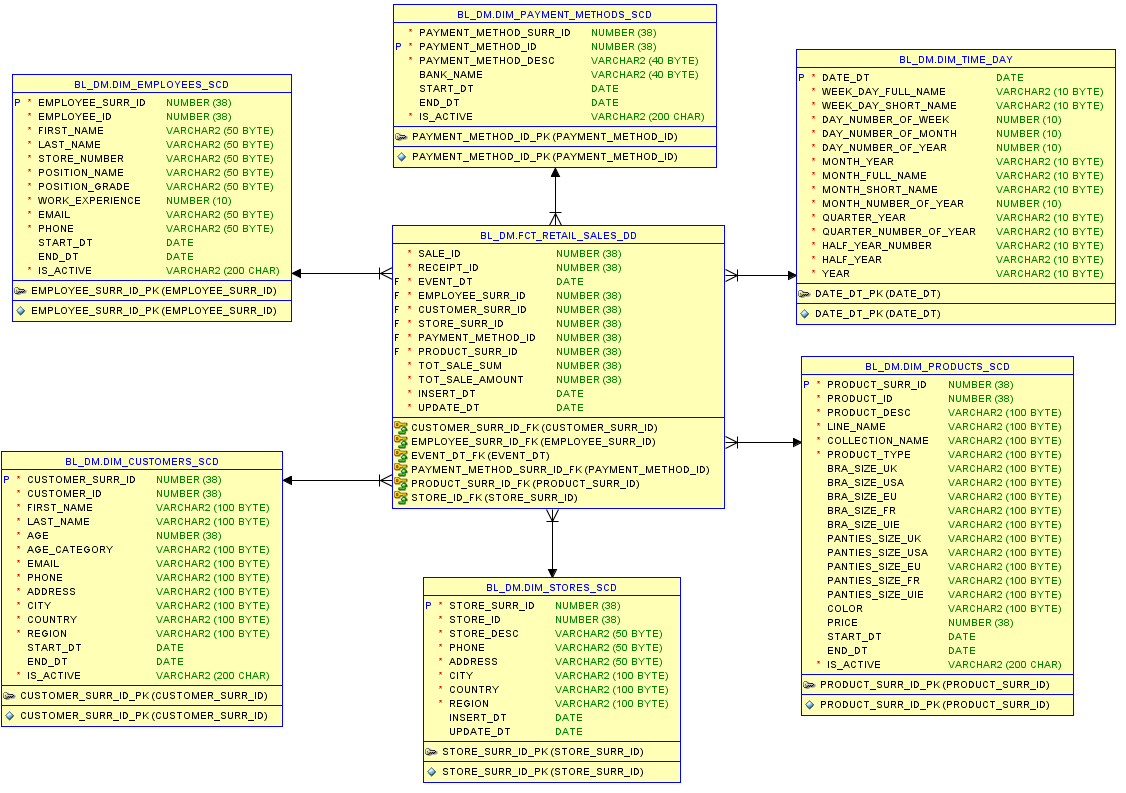 BL_DM.DIM_PAYMENT_METHODS_SCD
* PAYMENT_METHOD_SURR_ID NUMBER (38)
P * PAYMENT_METHOD_ID NUMBER (38)
* PAYMENT_METHOD_DESC VARCHAR2 (40 BYTE)
BANK_NAME VARCHAR2 (40 BYTE)
START_DT DATE
END_DT DATE
* IS_ACTIVE VARCHAR2 (200 CHAR)
PAYMENT_METHOD_ID_PK (PAYMENT_METHOD_ID)
PAYMENT_METHOD_ID_PK (PAYMENT_METHOD_ID)
BL_DM.DIM_TIME_DAY
P * DATE_DT DATE
* WEEK_DAY_FULL_NAME VARCHAR2 (10 BYTE)
* WEEK_DAY_SHORT_NAME VARCHAR2 (10 BYTE)
* DAY_NUMBER_OF_WEEK NUMBER (10)
* DAY_NUMBER_OF_MONTH NUMBER (10)
* DAY_NUMBER_OF_YEAR NUMBER (10)
* MONTH_YEAR VARCHAR2 (10 BYTE)
* MONTH_FULL_NAME VARCHAR2 (10 BYTE)
* MONTH_SHORT_NAME VARCHAR2 (10 BYTE)
* MONTH_NUMBER_OF_YEAR NUMBER (10)
* QUARTER_YEAR VARCHAR2 (10 BYTE)
* QUARTER_NUMBER_OF_YEAR VARCHAR2 (10 BYTE)
* HALF_YEAR_NUMBER VARCHAR2 (10 BYTE)
* HALF_YEAR VARCHAR2 (10 BYTE)
* YEAR VARCHAR2 (10 BYTE)
DATE_DT_PK (DATE_DT)
DATE_DT_PK (DATE_DT)
BL_DM.DIM_EMPLOYEES_SCD
P * EMPLOYEE_SURR_ID NUMBER (38)
* EMPLOYEE_ID NUMBER (38)
* FIRST_NAME VARCHAR2 (50 BYTE)
* LAST_NAME VARCHAR2 (50 BYTE)
* STORE_NUMBER VARCHAR2 (50 BYTE)
* POSITION_NAME VARCHAR2 (50 BYTE)
* POSITION_GRADE VARCHAR2 (50 BYTE)
* WORK_EXPERIENCE NUMBER (10)
* EMAIL VARCHAR2 (50 BYTE)
* PHONE VARCHAR2 (50 BYTE)
START_DT DATE
END_DT DATE
* IS_ACTIVE VARCHAR2 (200 CHAR)
EMPLOYEE_SURR_ID_PK (EMPLOYEE_SURR_ID)
EMPLOYEE_SURR_ID_PK (EMPLOYEE_SURR_ID)
BL_DM.FCT_RETAIL_SALES_DD
* SALE_ID NUMBER (38)
* RECEIPT_ID NUMBER (38)
F * EVENT_DT DATE
F * EMPLOYEE_SURR_ID NUMBER (38)
F * CUSTOMER_SURR_ID NUMBER (38)
F * STORE_SURR_ID NUMBER (38)
F * PAYMENT_METHOD_ID NUMBER (38)
F * PRODUCT_SURR_ID NUMBER (38)
* TOT_SALE_SUM NUMBER (38)
* TOT_SALE_AMOUNT NUMBER (38)
* INSERT_DT DATE
* UPDATE_DT DATE
CUSTOMER_SURR_ID_FK (CUSTOMER_SURR_ID)
EMPLOYEE_SURR_ID_FK (EMPLOYEE_SURR_ID)
EVENT_DT_FK (EVENT_DT)
PAYMENT_METHOD_SURR_ID_FK (PAYMENT_METHOD_ID)
PRODUCT_SURR_ID_FK (PRODUCT_SURR_ID)
STORE_ID_FK (STORE_SURR_ID)
BL_DM.DIM_PRODUCTS_SCD
P * PRODUCT_SURR_ID NUMBER (38)
* PRODUCT_ID NUMBER (38)
* PRODUCT_DESC VARCHAR2 (100 BYTE)
* LINE_NAME VARCHAR2 (100 BYTE)
* COLLECTION_NAME VARCHAR2 (100 BYTE)
* PRODUCT_TYPE VARCHAR2 (100 BYTE)
BRA_SIZE_UK VARCHAR2 (100 BYTE)
BRA_SIZE_USA VARCHAR2 (100 BYTE)
BRA_SIZE_EU VARCHAR2 (100 BYTE)
BRA_SIZE_FR VARCHAR2 (100 BYTE)
BRA_SIZE_UIE VARCHAR2 (100 BYTE)
PANTIES_SIZE_UK VARCHAR2 (100 BYTE)
PANTIES_SIZE_USA VARCHAR2 (100 BYTE)
PANTIES_SIZE_EU VARCHAR2 (100 BYTE)
PANTIES_SIZE_FR VARCHAR2 (100 BYTE)
PANTIES_SIZE_UIE VARCHAR2 (100 BYTE)
COLOR VARCHAR2 (100 BYTE)
PRICE NUMBER (38)
START_DT DATE
END_DT DATE
* IS_ACTIVE VARCHAR2 (200 CHAR)
PRODUCT_SURR_ID_PK (PRODUCT_SURR_ID)
PRODUCT_SURR_ID_PK (PRODUCT_SURR_ID)
BL_DM.DIM_CUSTOMERS_SCD
P * CUSTOMER_SURR_ID NUMBER (38)
* CUSTOMER_ID NUMBER (38)
* FIRST_NAME VARCHAR2 (100 BYTE)
* LAST_NAME VARCHAR2 (100 BYTE)
* AGE NUMBER (38)
* AGE_CATEGORY VARCHAR2 (100 BYTE)
* EMAIL VARCHAR2 (100 BYTE)
* PHONE VARCHAR2 (100 BYTE)
* ADDRESS VARCHAR2 (100 BYTE)
* CITY VARCHAR2 (100 BYTE)
* COUNTRY VARCHAR2 (100 BYTE)
* REGION VARCHAR2 (100 BYTE)
START_DT DATE
END_DT DATE
* IS_ACTIVE VARCHAR2 (200 CHAR)
CUSTOMER_SURR_ID_PK (CUSTOMER_SURR_ID)
CUSTOMER_SURR_ID_PK (CUSTOMER_SURR_ID)
BL_DM.DIM_STORES_SCD
P * STORE_SURR_ID NUMBER (38)
* STORE_ID NUMBER (38)
* STORE_DESC VARCHAR2 (50 BYTE)
* PHONE VARCHAR2 (50 BYTE)
* ADDRESS VARCHAR2 (50 BYTE)
* CITY VARCHAR2 (100 BYTE)
* COUNTRY VARCHAR2 (100 BYTE)
* REGION VARCHAR2 (100 BYTE)
INSERT_DT DATE
UPDATE_DT DATE
STORE_SURR_ID_PK (STORE_SURR_ID)
STORE_SURR_ID_PK (STORE_SURR_ID)